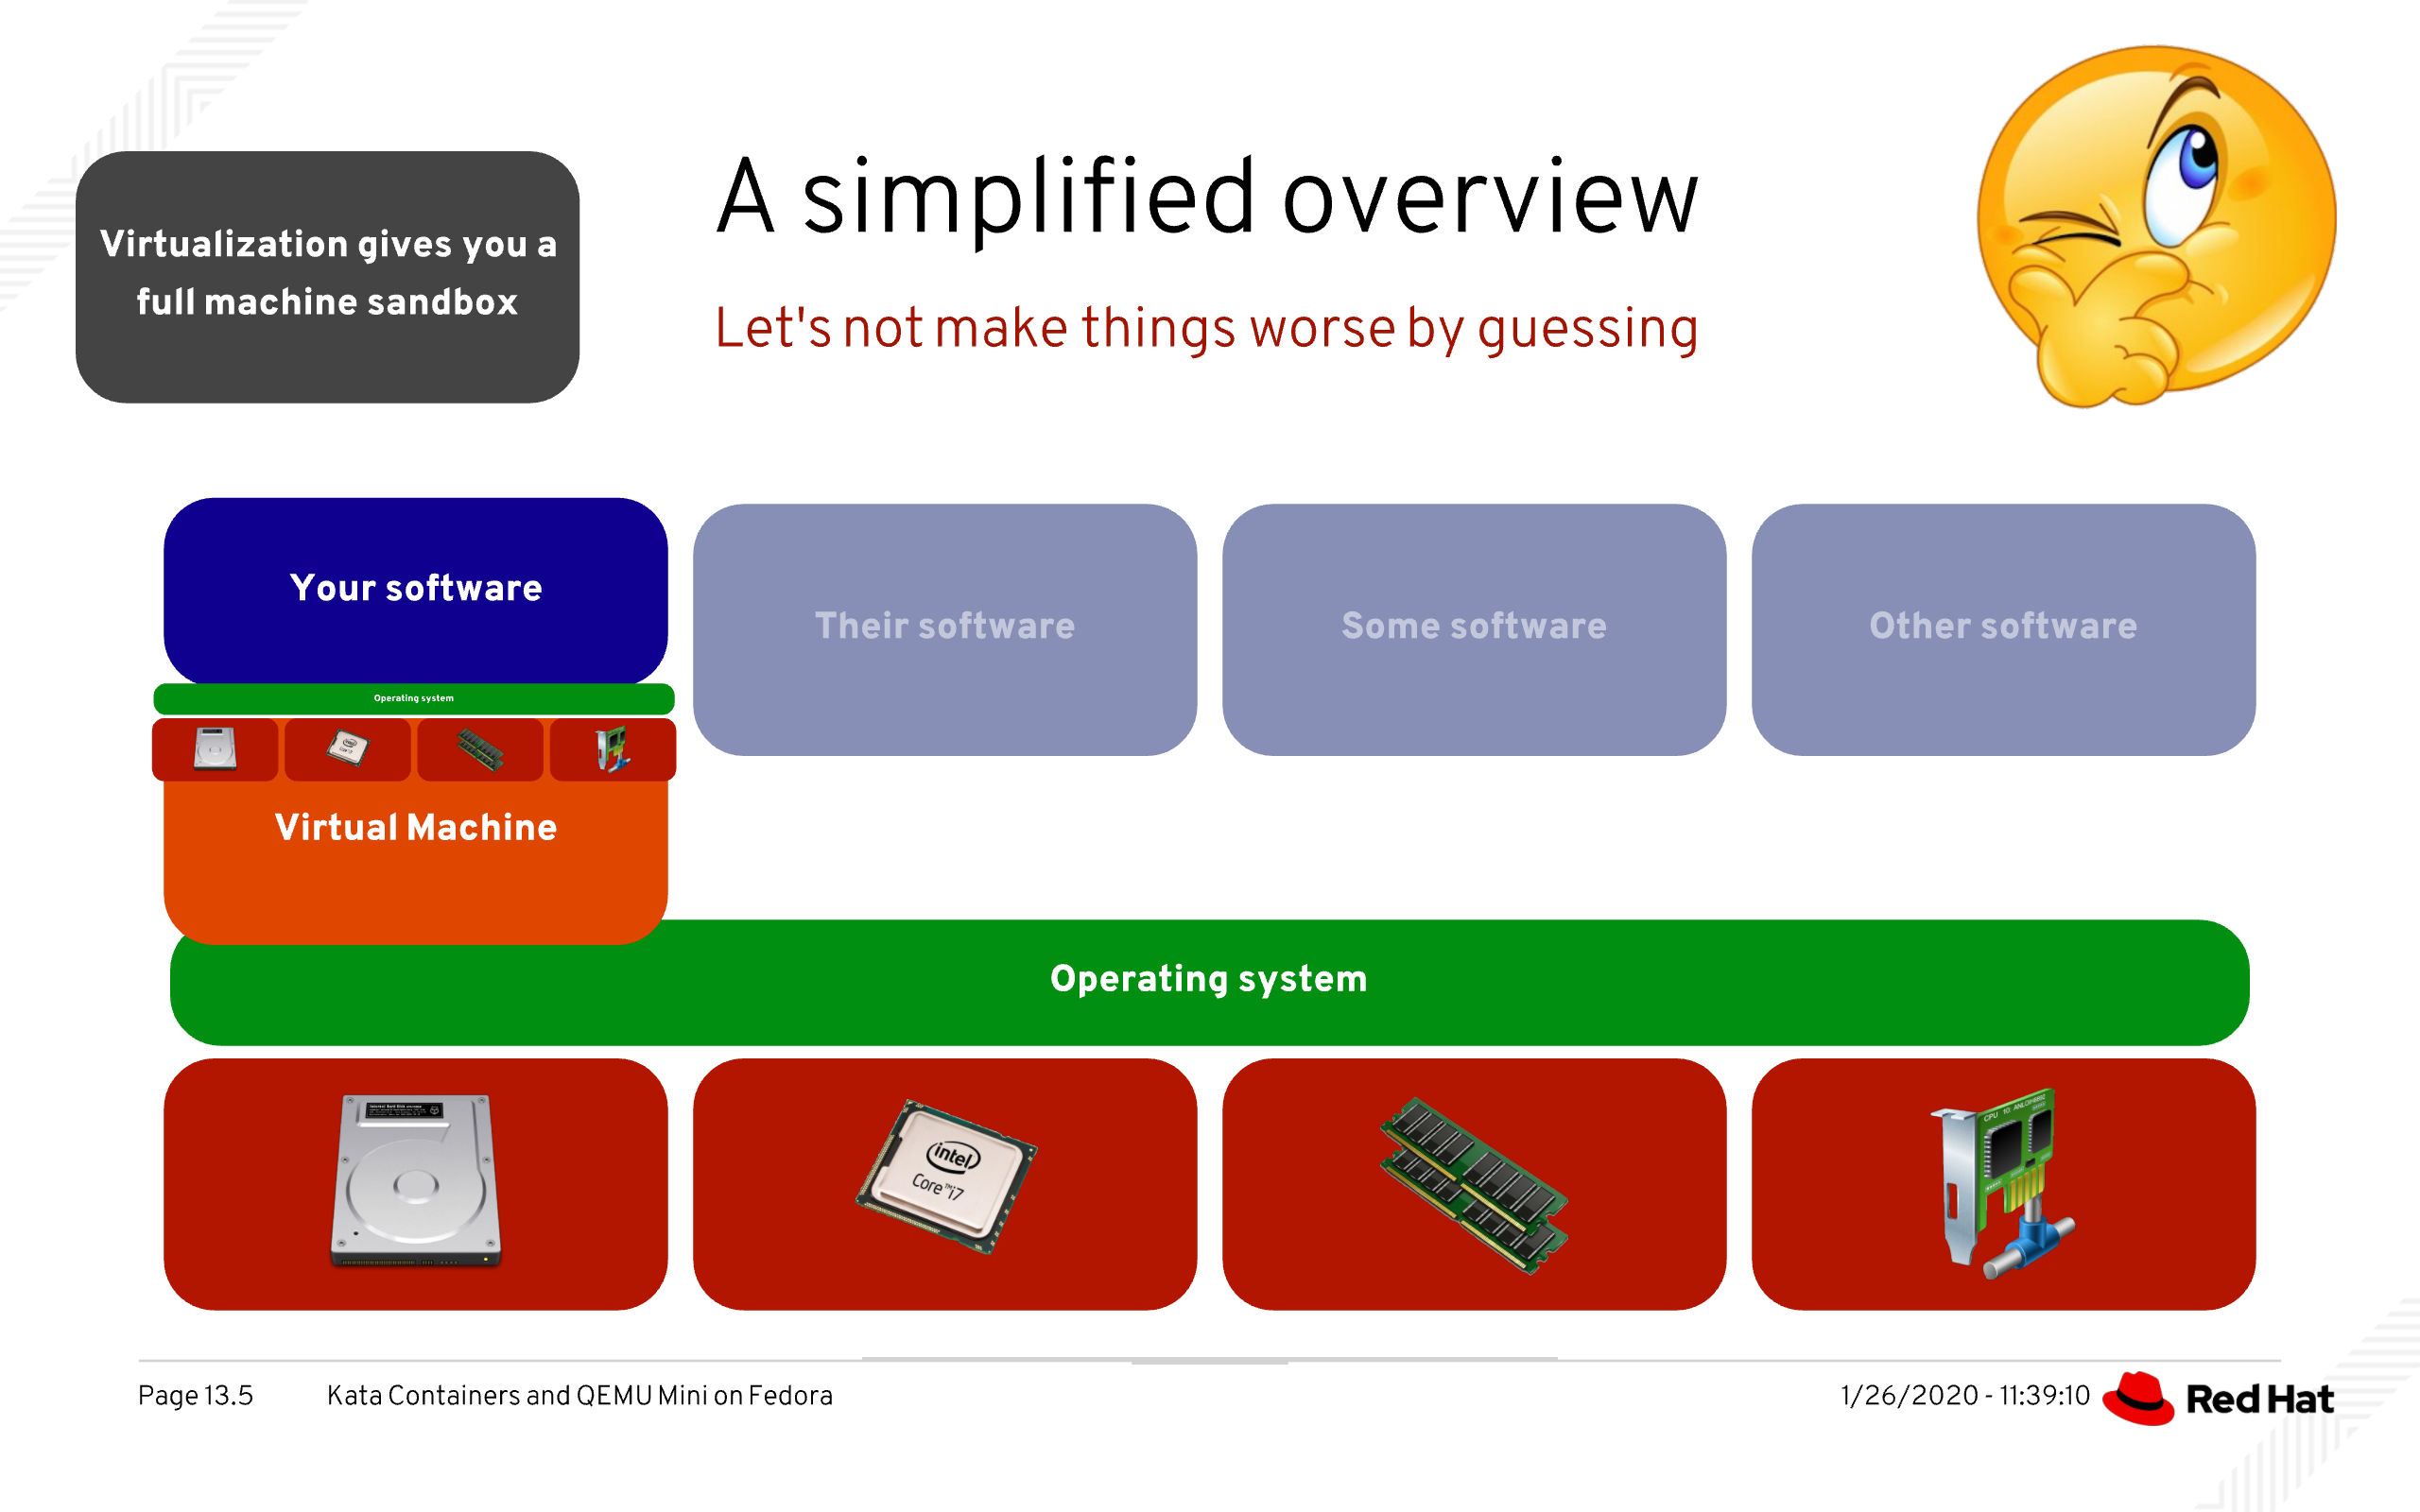 Virtualization gives you a
full machine sandbox
A simplified overview
Let's not make things worse by guessing
Your software
Their software
Some software
Other software
Operating system
Virtual Machine
Operating system
intel
Core™i7
Page 13.5
Kata Containers and QEMU Mini on Fedora
1/26/2020 - 11:39:10
Red Hat